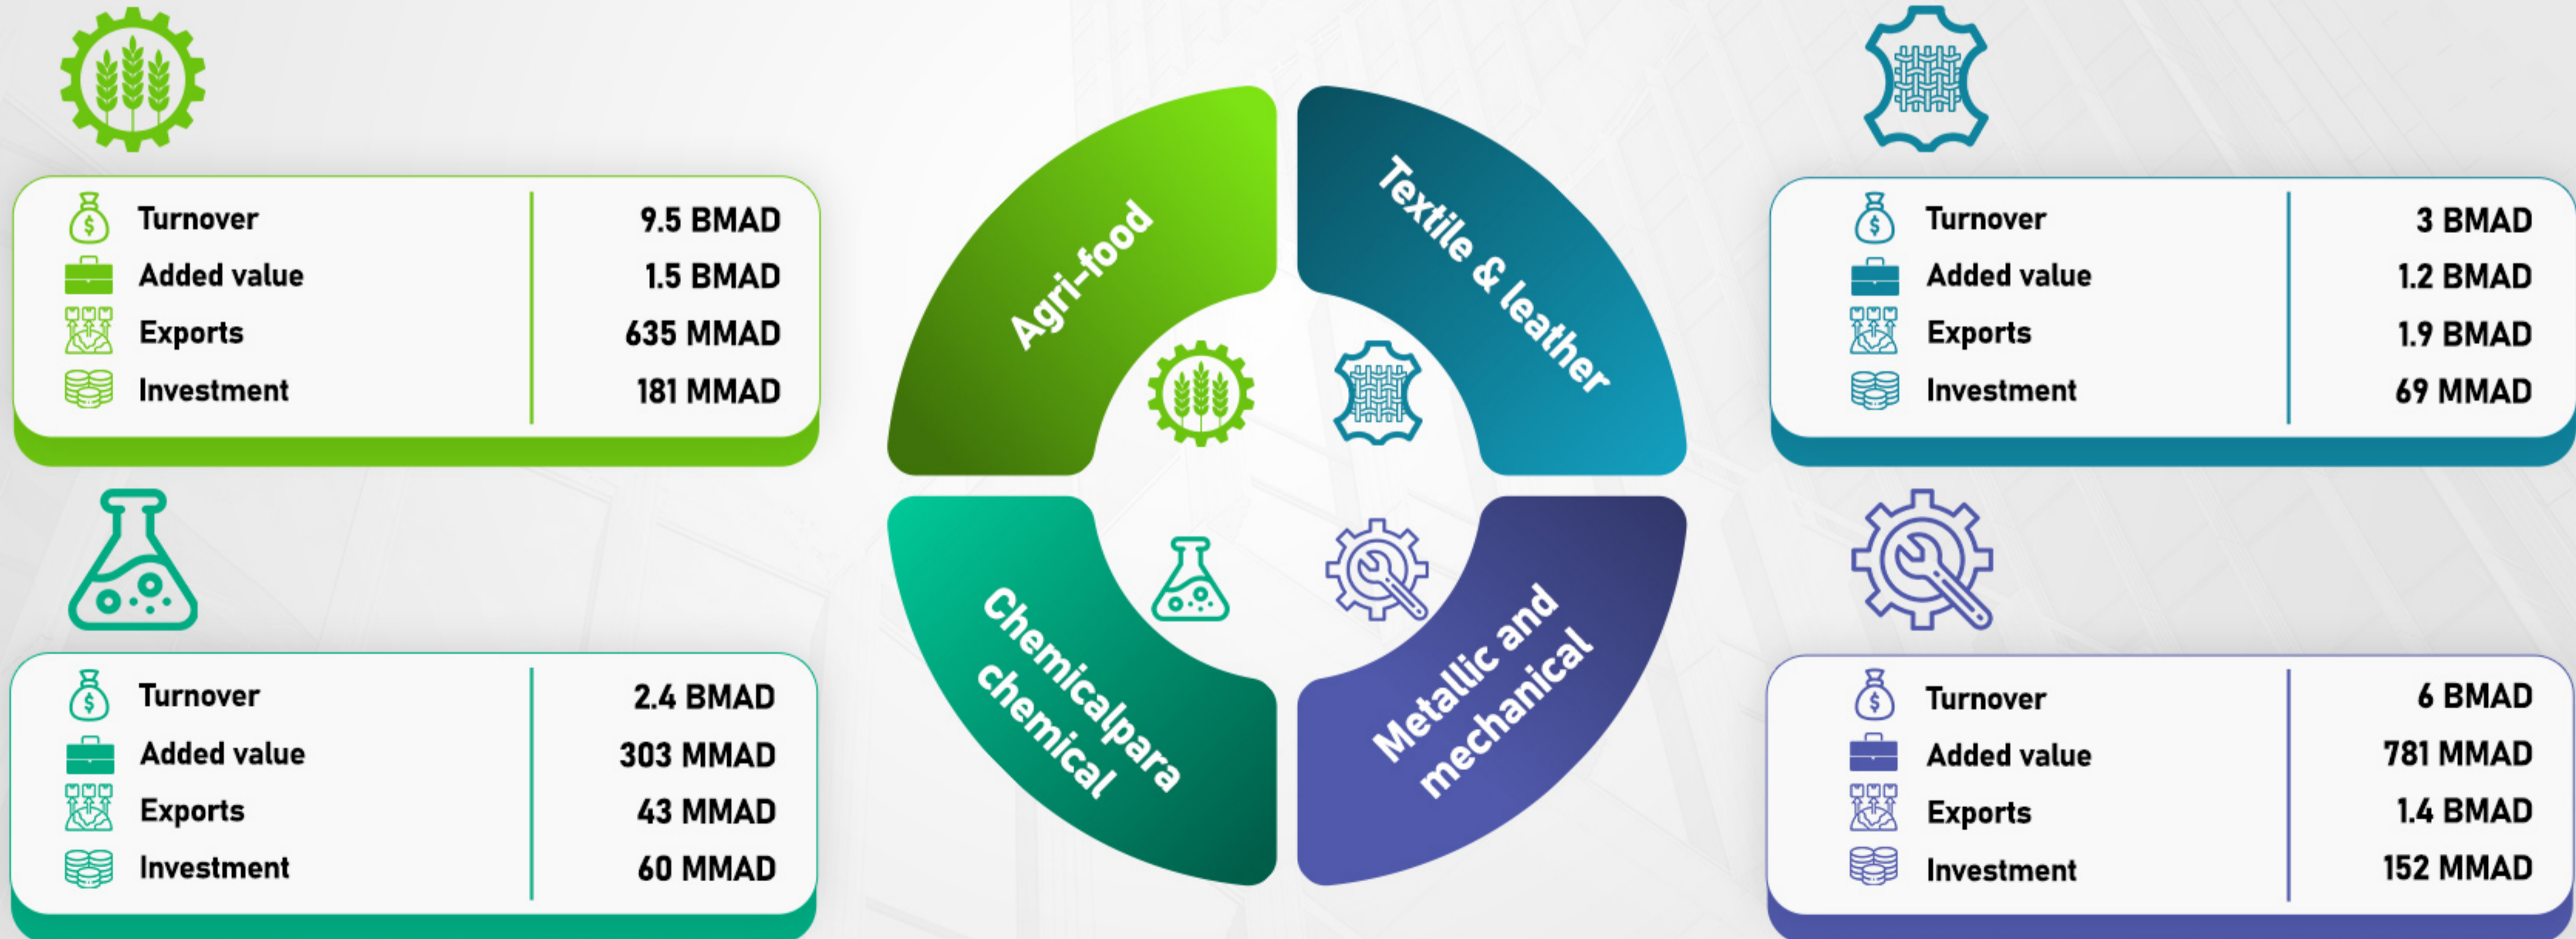 Turnover 9.5 BMAD
Added value 1.5 BMAD
Exports 635 MMAD
Investment 181 MMAD
Agri-food
Textile & leather
Turnover 3 BMAD
Added value 1.2 BMAD
Exports 1.9 BMAD
Investment 69 MMAD
Turnover 2.4 BMAD
Added value 303 MMAD
Exports 43 MMAD
Investment 60 MMAD
Chemicalpara
chemical
Metallic and
mechanical
Turnover 6 BMAD
Added value 781 MMAD
Exports 1.4 BMAD
Investment 152 MMAD